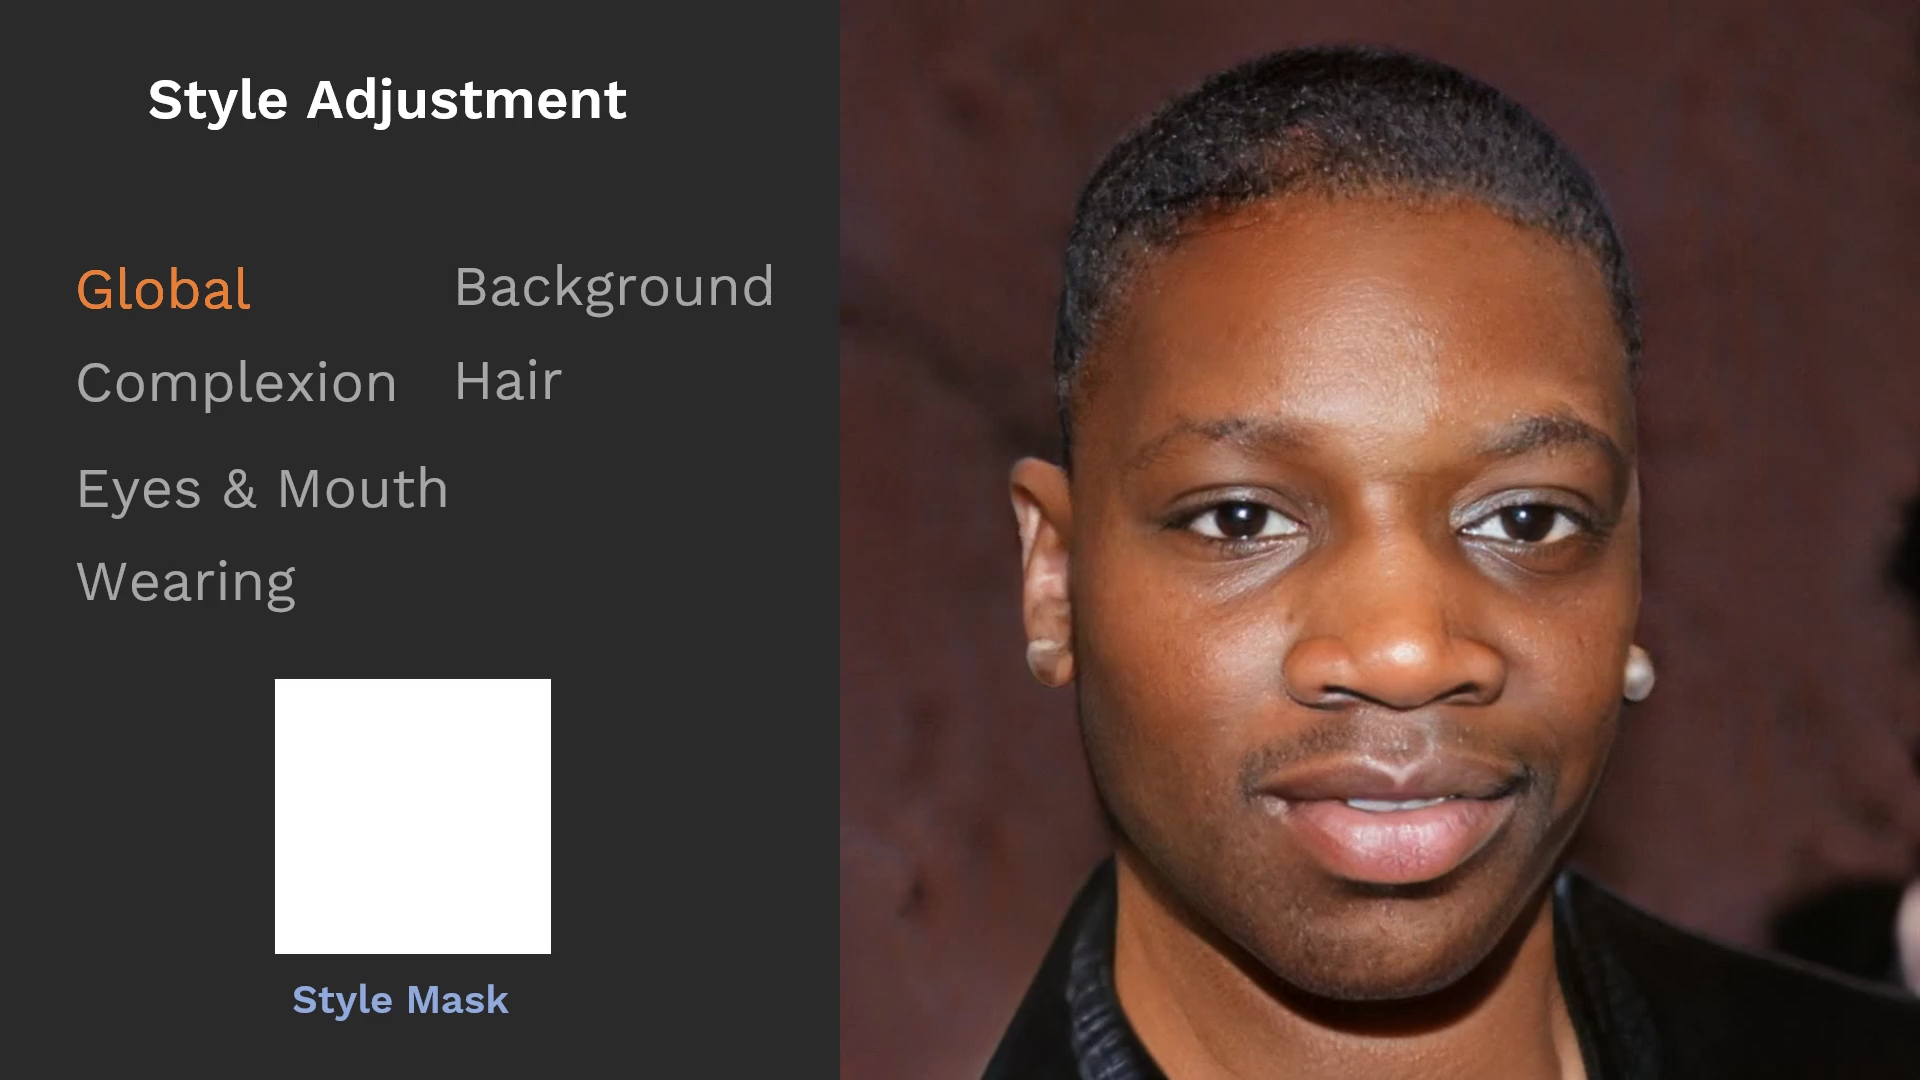 Style Adjustment
Global Background
Complexion Hair
Eyes & Mouth
Wearing
Style Mask